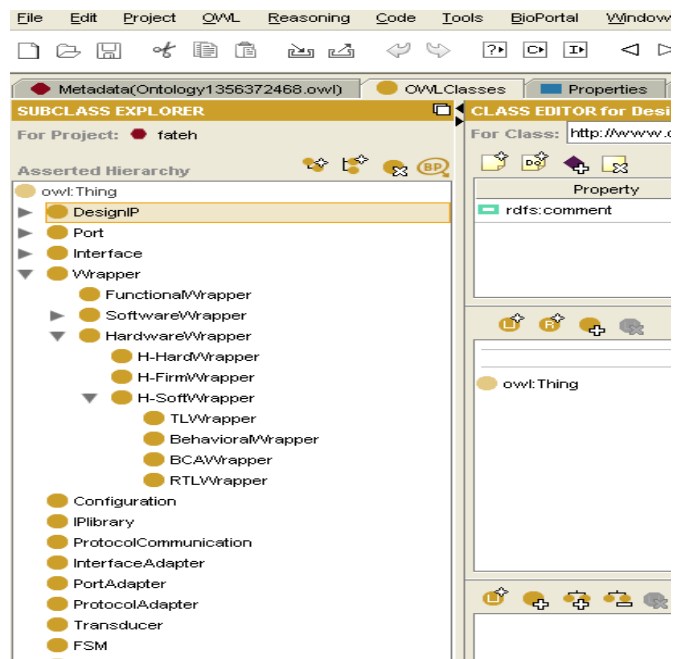 File Edit Project OWL Reasoning Code Tools BioPortal Window
Metadata(Ontology1356372468.owl) OWLClasses Properties
SUBCLASS EXPLORER
CLASS EDITOR for Desi
For Project: fateh
For Class: http://www.
Asserted Hierarchy
BP
Property
owl:Thing
rdfs:comment
DesignIP
Port
Interface
Wrapper
FunctionalWrapper
SoftwareWrapper
HardwareWrapper
H-HardWrapper
H-FirmWrapper
H-SoftWrapper
owl:Thing
TLWrapper
BehavioralWrapper
BCAWrapper
RTLWrapper
Configuration
IPlibrary
ProtocolCommunication
InterfaceAdapter
PortAdapter
ProtocolAdapter
Transducer
FSM